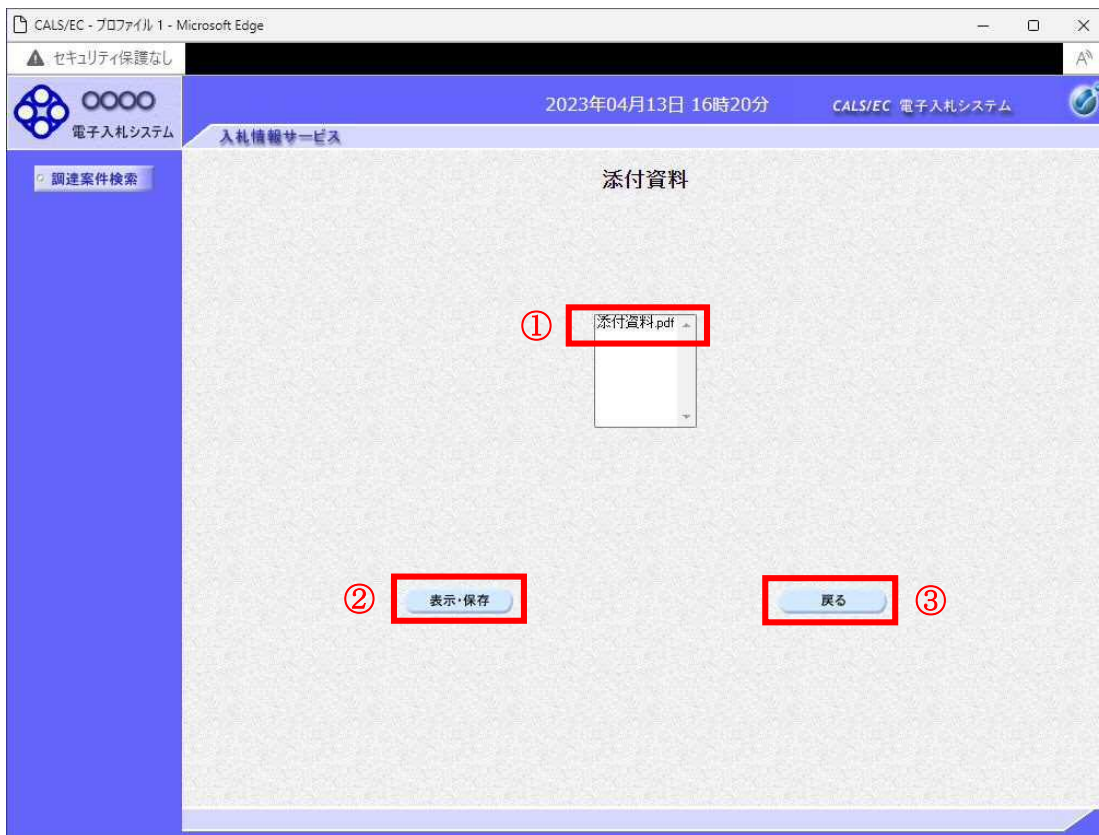 CALS/EC - プロファイル 1 - Microsoft Edge
セキュリティ保護なし
○○○○
電子入札システム
2023年04月13日 16時20分
CALS/EC 電子入札システム
入札情報サービス
調達案件検索
添付資料
①
添付資料.pdf
②
表示・保存
戻る
③